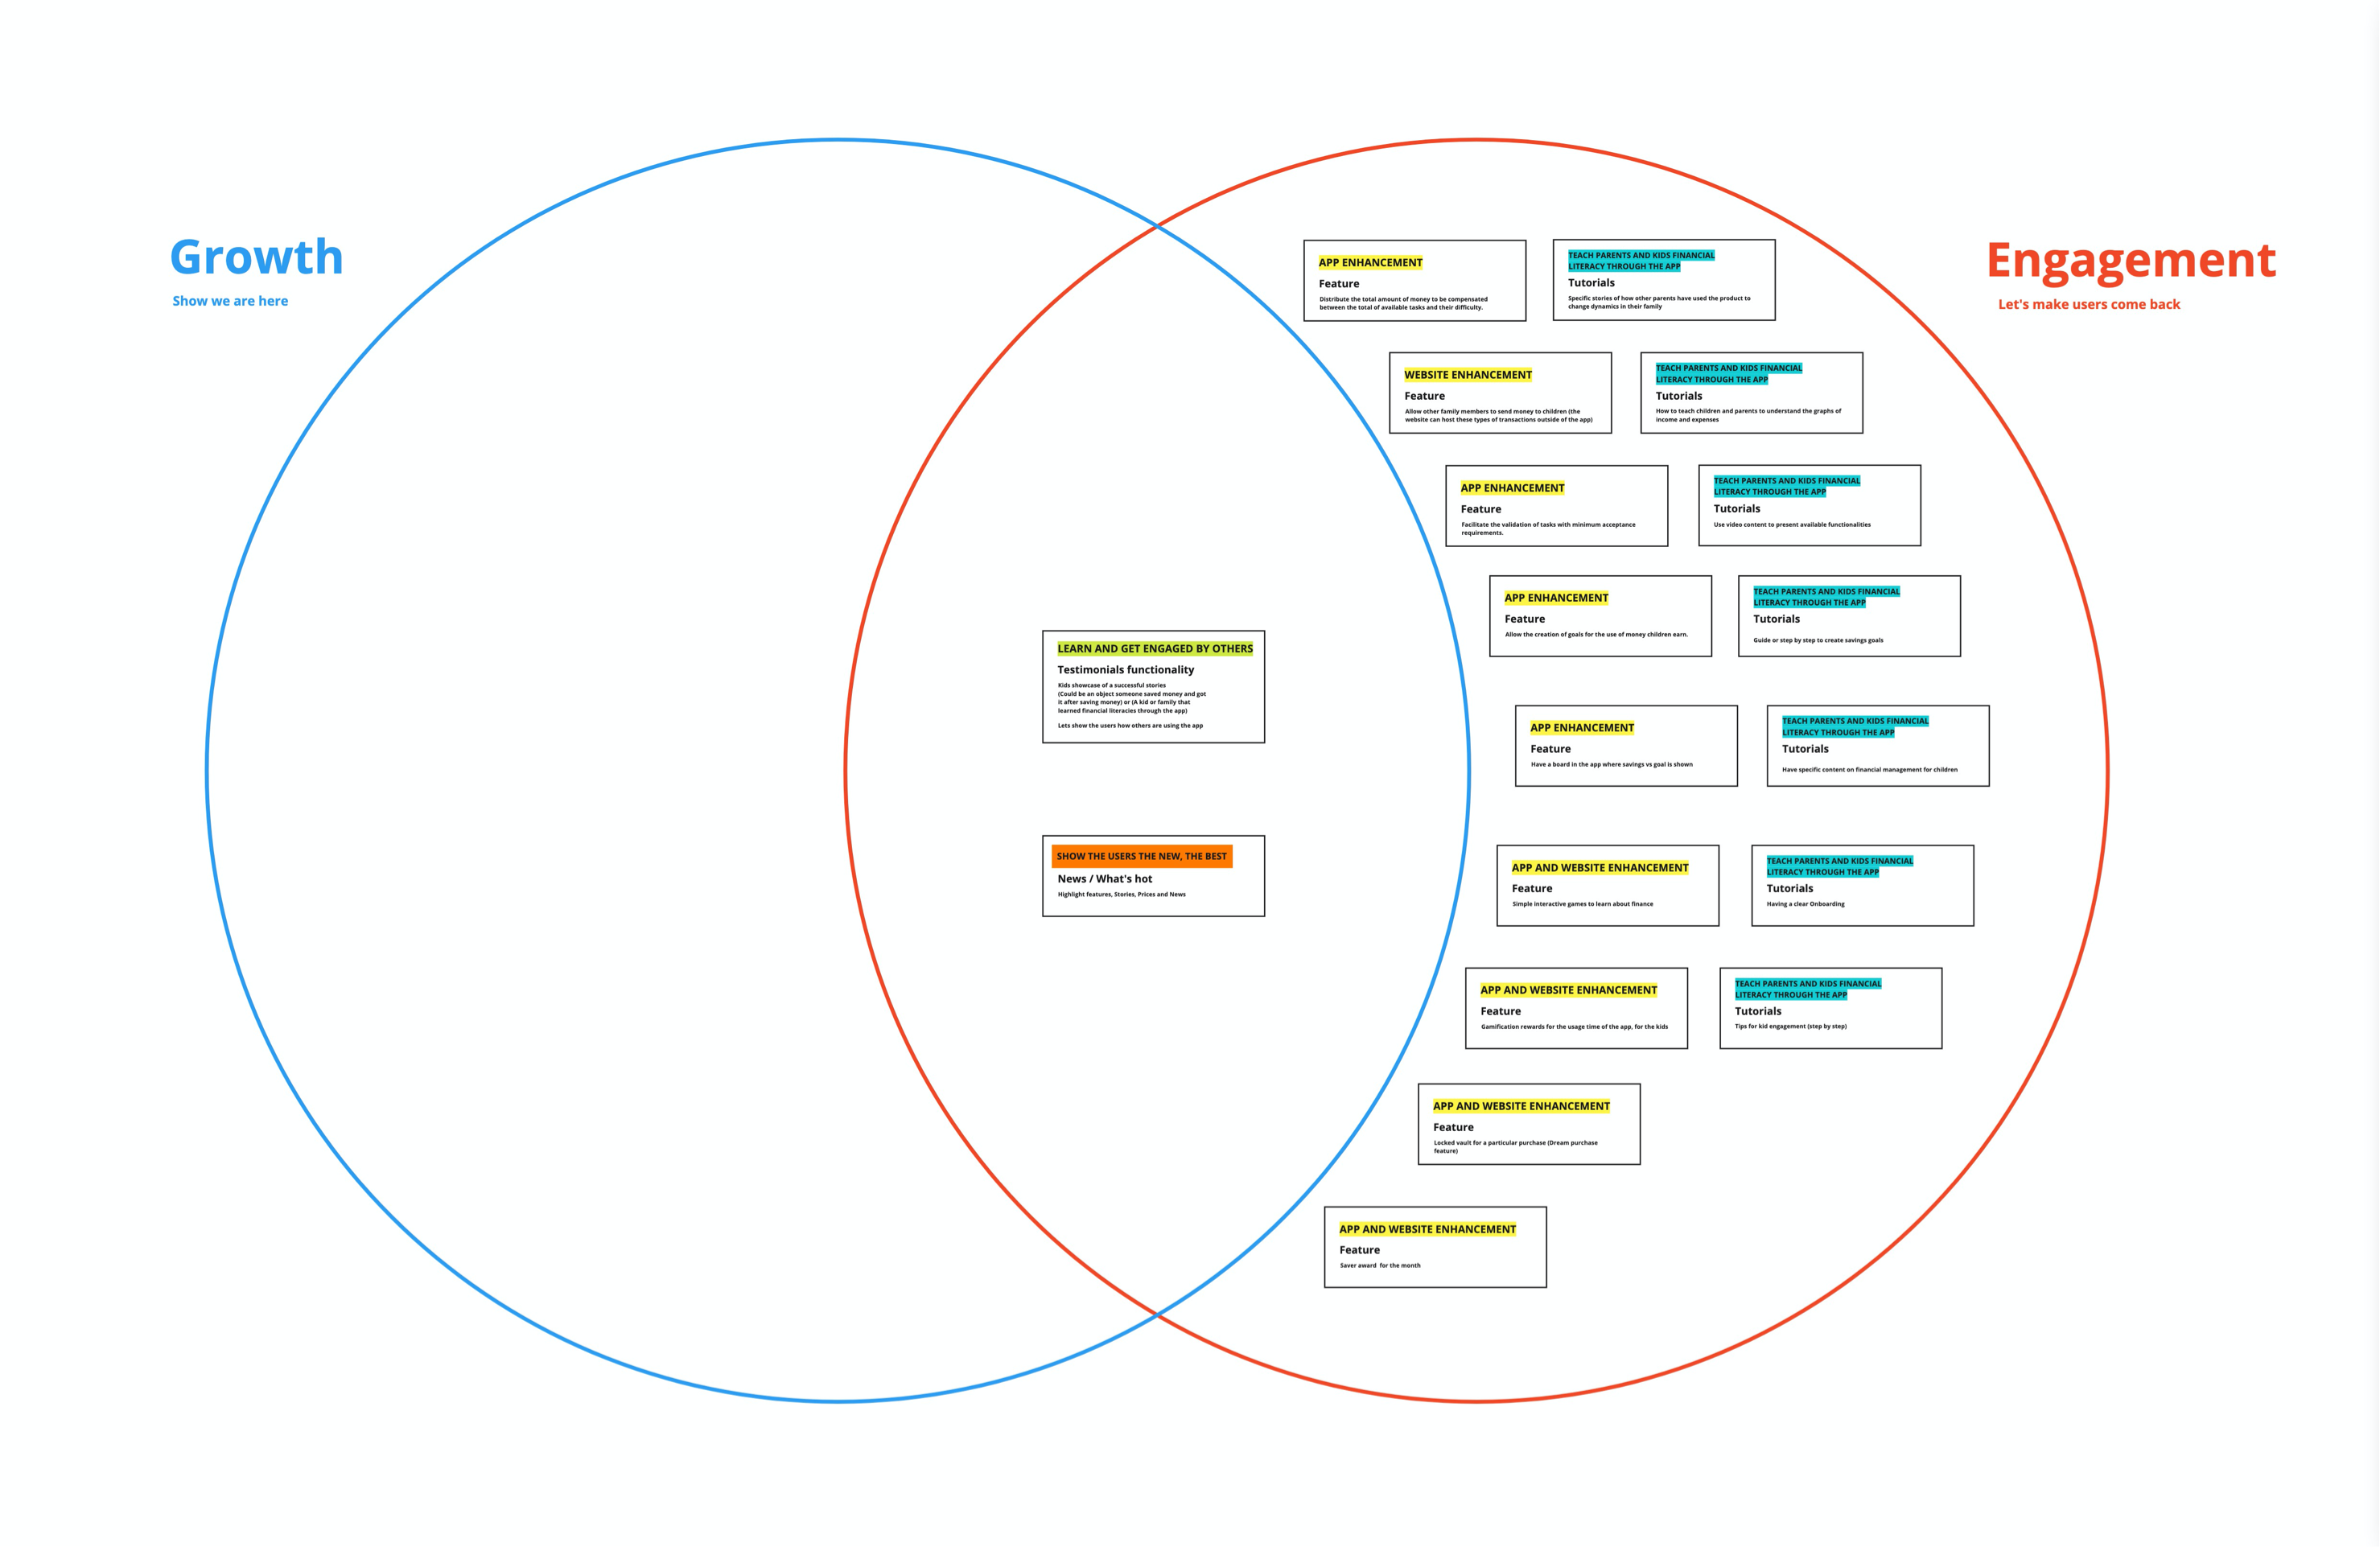 Growth
Show we are here
Engagement
Let's make users come back
APP ENHANCEMENT
Feature
Distribute the total amount of money to be compensated
between the total of available tasks and their difficulty.
TEACH PARENTS AND KIDS FINANCIAL
LITERACY THROUGH THE APP
Tutorials
Specific stories of how other parents have used the product to
change dynamics in their family
WEBSITE ENHANCEMENT
Feature
Allow other family members to send money to children (the
website can host these types of transactions outside of the app)
TEACH PARENTS AND KIDS FINANCIAL
LITERACY THROUGH THE APP
Tutorials
How to teach children and parents to understand the graphs of
income and expenses
APP ENHANCEMENT
Feature
Facilitate the validation of tasks with minimum acceptance
requirements.
TEACH PARENTS AND KIDS FINANCIAL
LITERACY THROUGH THE APP
Tutorials
Use video content to present available functionalities
APP ENHANCEMENT
Feature
Allow the creation of goals for the use of money children earn.
TEACH PARENTS AND KIDS FINANCIAL
LITERACY THROUGH THE APP
Tutorials
Guide or step by step to create savings goals
LEARN AND GET ENGAGED BY OTHERS
Testimonials functionality
Kids showcase of a successful stories
(Could be an object someone saved money and got
it after saving money) or (A kid or family that
learned financial literacies through the app)
Lets show the users how others are using the app
APP ENHANCEMENT
Feature
Have a board in the app where savings vs goal is shown
TEACH PARENTS AND KIDS FINANCIAL
LITERACY THROUGH THE APP
Tutorials
Have specific content on financial management for children
SHOW THE USERS THE NEW, THE BEST
News / What's hot
Highlight features, Stories, Prices and News
APP AND WEBSITE ENHANCEMENT
Feature
Simple interactive games to learn about finance
TEACH PARENTS AND KIDS FINANCIAL
LITERACY THROUGH THE APP
Tutorials
Having a clear Onboarding
APP AND WEBSITE ENHANCEMENT
Feature
Gamification rewards for the usage time of the app, for the kids
TEACH PARENTS AND KIDS FINANCIAL
LITERACY THROUGH THE APP
Tutorials
Tips for kid engagement (step by step)
APP AND WEBSITE ENHANCEMENT
Feature
Locked vault for a particular purchase (Dream purchase
feature)
APP AND WEBSITE ENHANCEMENT
Feature
Saver award for the month